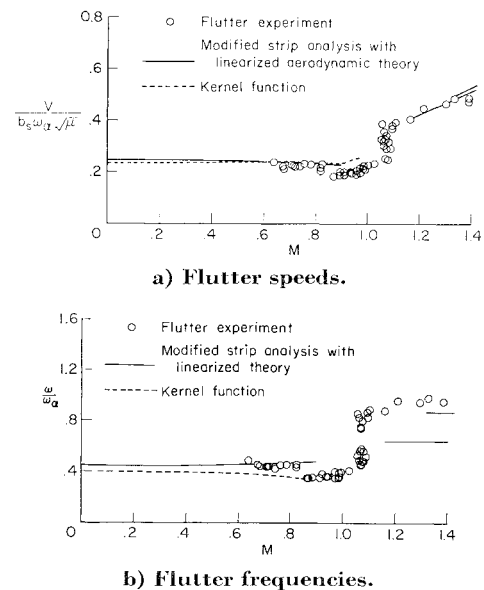 0.8
.6
.4
.2
0
V
b_s ω_α √μ̄
Flutter experiment
Modified strip analysis with
linearized aerodynamic theory
Kernel function
0 .2 .4 .6 .8 1.0 1.2 1.4
M
a) Flutter speeds.
1.6
1.2
.8
.4
0
ω
ω_α
Flutter experiment
Modified strip analysis with
linearized theory
Kernel function
.2 .4 .6 .8 1.0 1.2 1.4
M
b) Flutter frequencies.